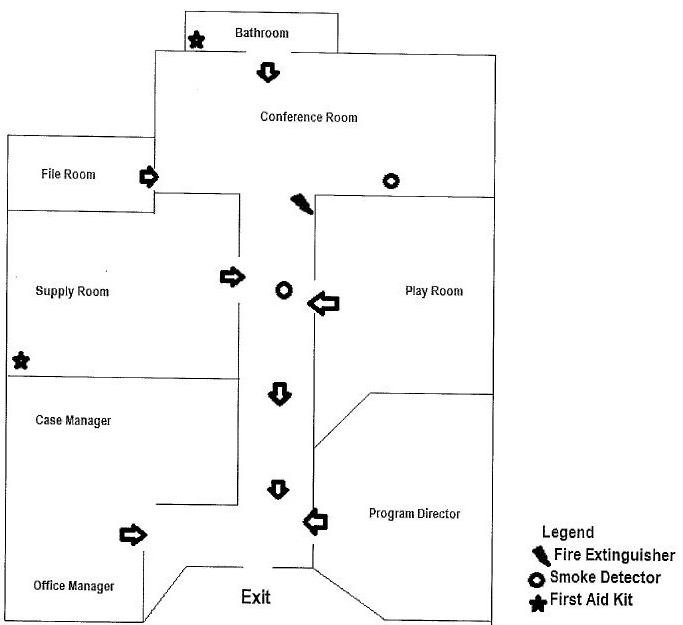 Bathroom
Conference Room
File Room
Supply Room
Play Room
Case Manager
Program Director
Office Manager
Exit
Legend
Fire Extinguisher
Smoke Detector
First Aid Kit